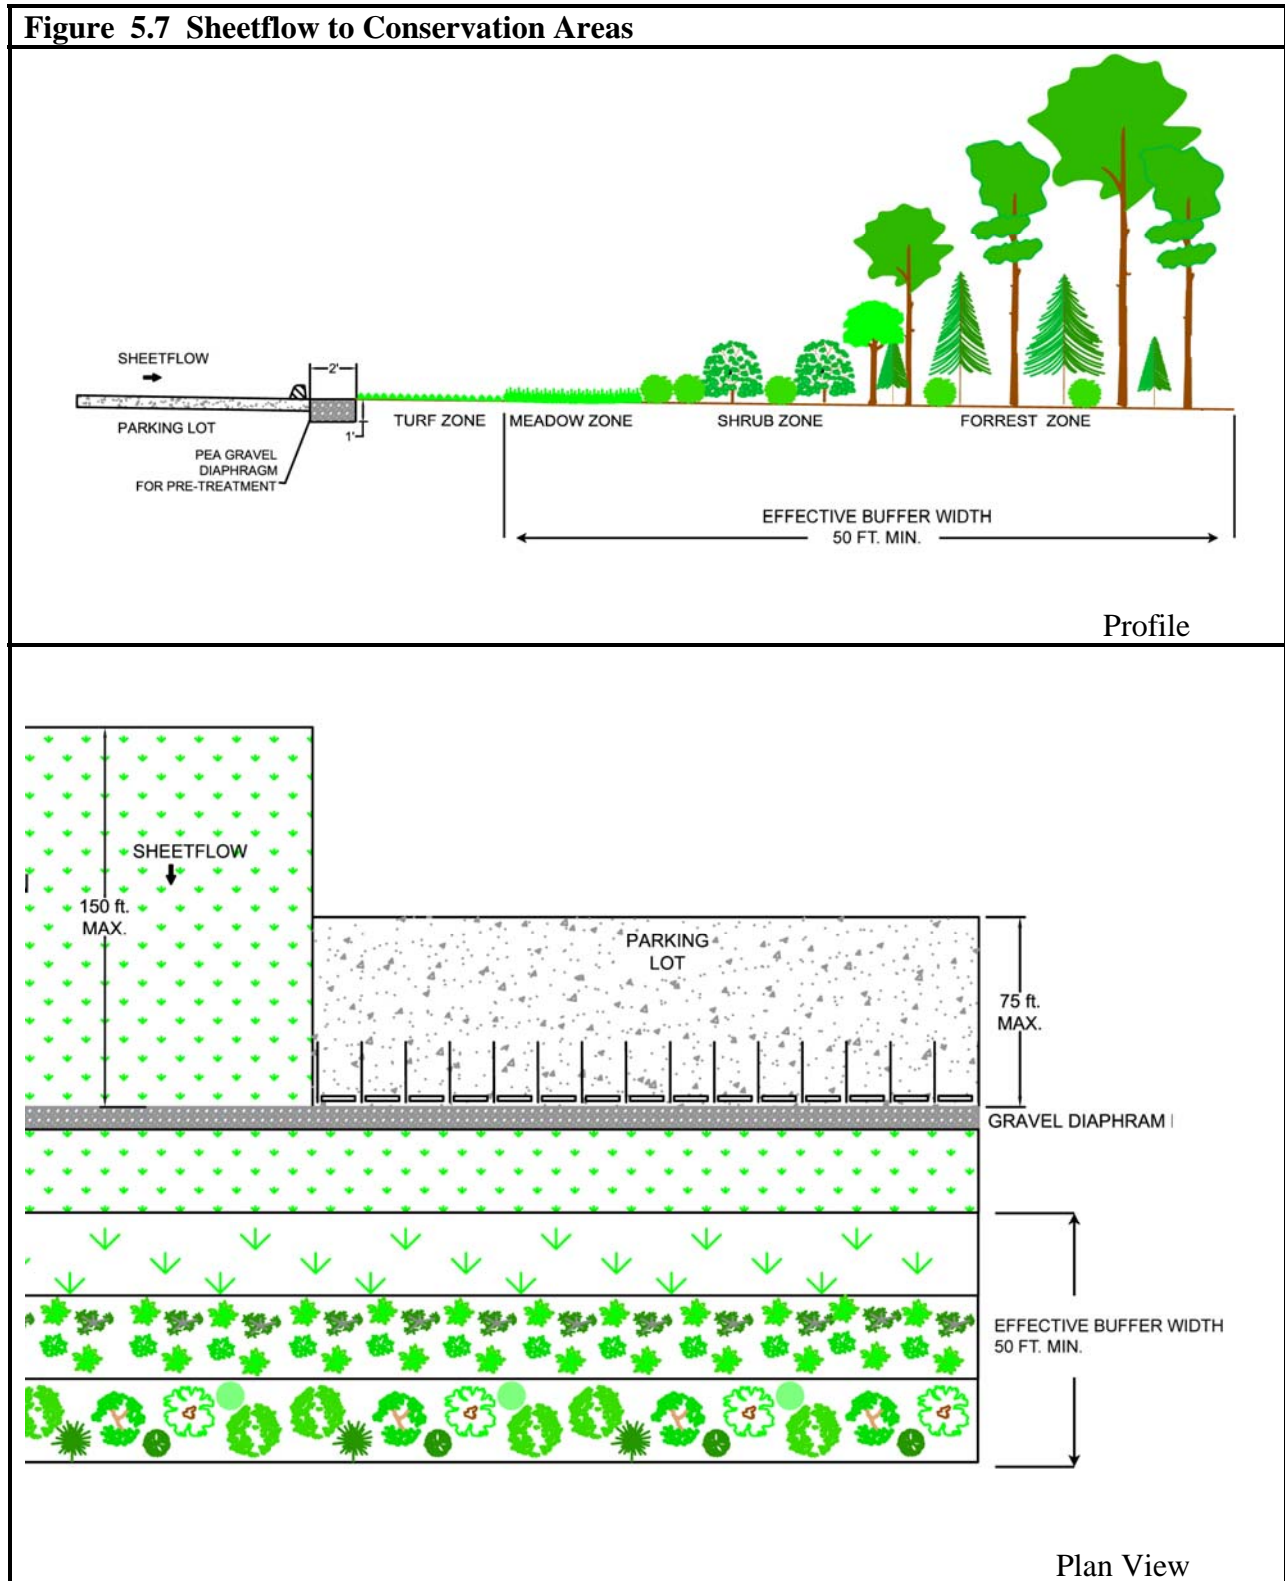 Figure 5.7 Sheetflow to Conservation Areas
SHEETFLOW
2'
PARKING LOT
1'
TURF ZONE
MEADOW ZONE
SHRUB ZONE
FORREST ZONE
PEA GRAVEL
DIAPHRAGM
FOR PRE-TREATMENT
EFFECTIVE BUFFER WIDTH
50 FT. MIN.
Profile
SHEETFLOW
150 ft.
MAX.
PARKING
LOT
75 ft.
MAX.
GRAVEL DIAPHRAM
EFFECTIVE BUFFER WIDTH
50 FT. MIN.
Plan View